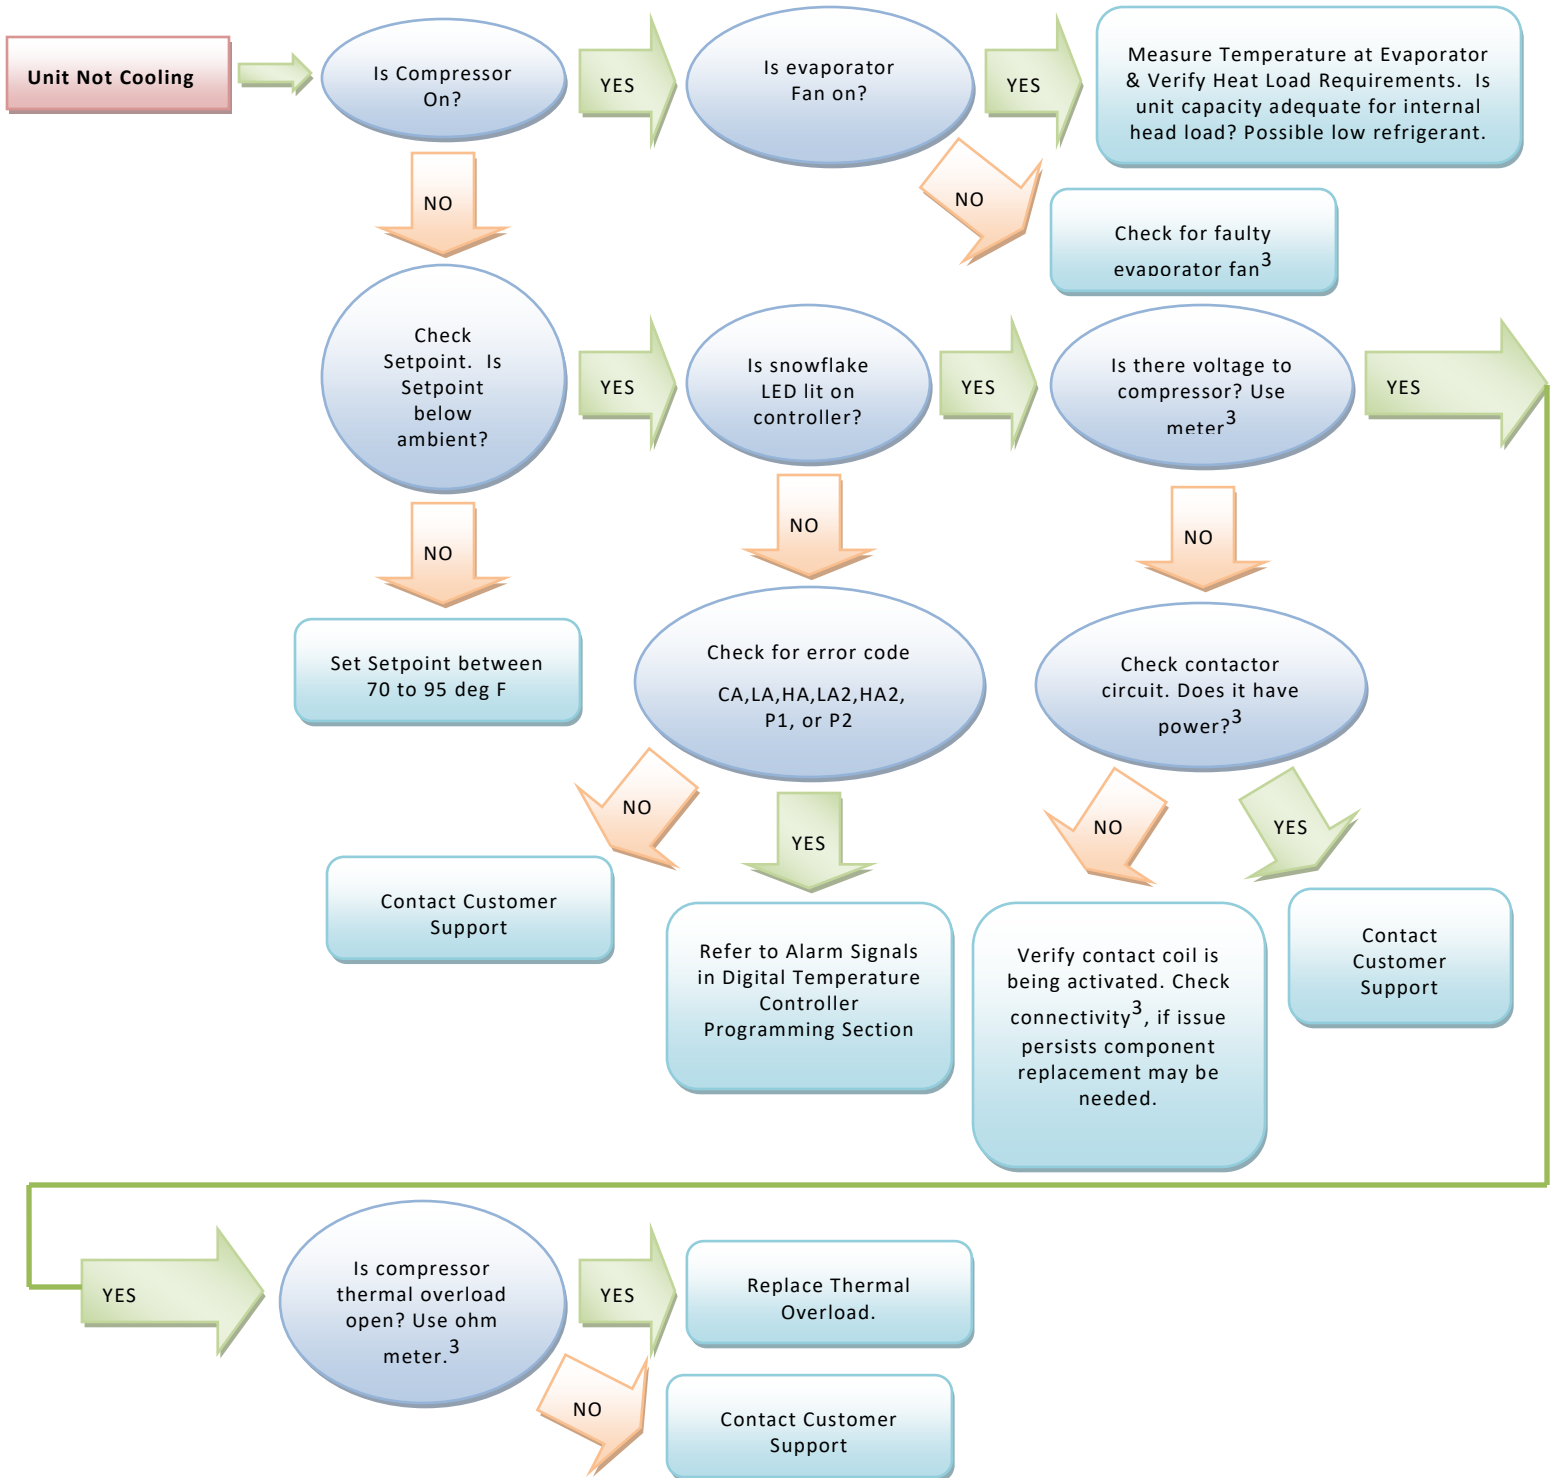 Unit Not Cooling
Is Compressor
On?
YES
Is evaporator
Fan on?
YES
Measure Temperature at Evaporator
& Verify Heat Load Requirements. Is
unit capacity adequate for internal
head load? Possible low refrigerant.
NO
NO
Check for faulty
evaporator fan3
Check
Setpoint. Is
Setpoint
below
ambient?
YES
Is snowflake
LED lit on
controller?
YES
Is there voltage to
compressor? Use
meter3
YES
NO
NO
NO
Set Setpoint between
70 to 95 deg F
Check for error code
CA,LA,HA,LA2,HA2,
P1, or P2
Check contactor
circuit. Does it have
power?3
NO
YES
NO
YES
Contact Customer
Support
Refer to Alarm Signals
in Digital Temperature
Controller
Programming Section
Verify contact coil is
being activated. Check
connectivity3, if issue
persists component
replacement may be
needed.
Contact
Customer
Support
YES
Is compressor
thermal overload
open? Use ohm
meter.3
YES
Replace Thermal
Overload.
NO
Contact Customer
Support